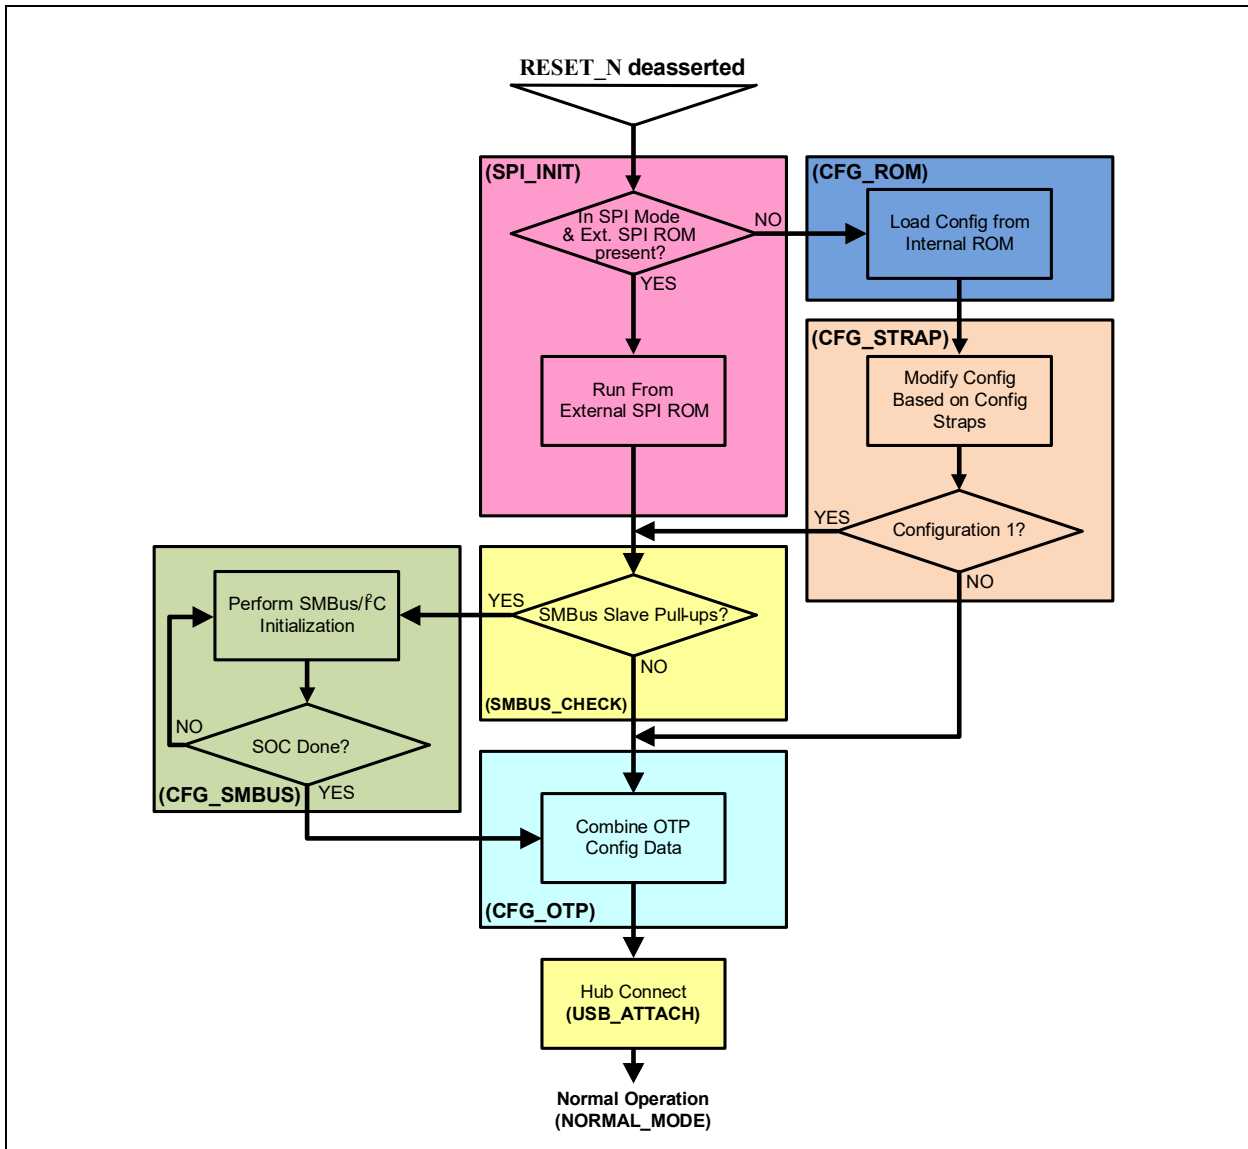 RESET_N deasserted
(SPI_INIT)
In SPI Mode
& Ext. SPI ROM
present?
NO
YES
Run From
External SPI ROM
(CFG_ROM)
Load Config from
Internal ROM
(CFG_STRAP)
Modify Config
Based on Config
Straps
Configuration 1?
YES
NO
SMBus Slave Pull-ups?
YES
NO
(SMBUS_CHECK)
Perform SMBus/I²C
Initialization
SOC Done?
NO
YES
(CFG_SMBUS)
Combine OTP
Config Data
(CFG_OTP)
Hub Connect
(USB_ATTACH)
Normal Operation
(NORMAL_MODE)